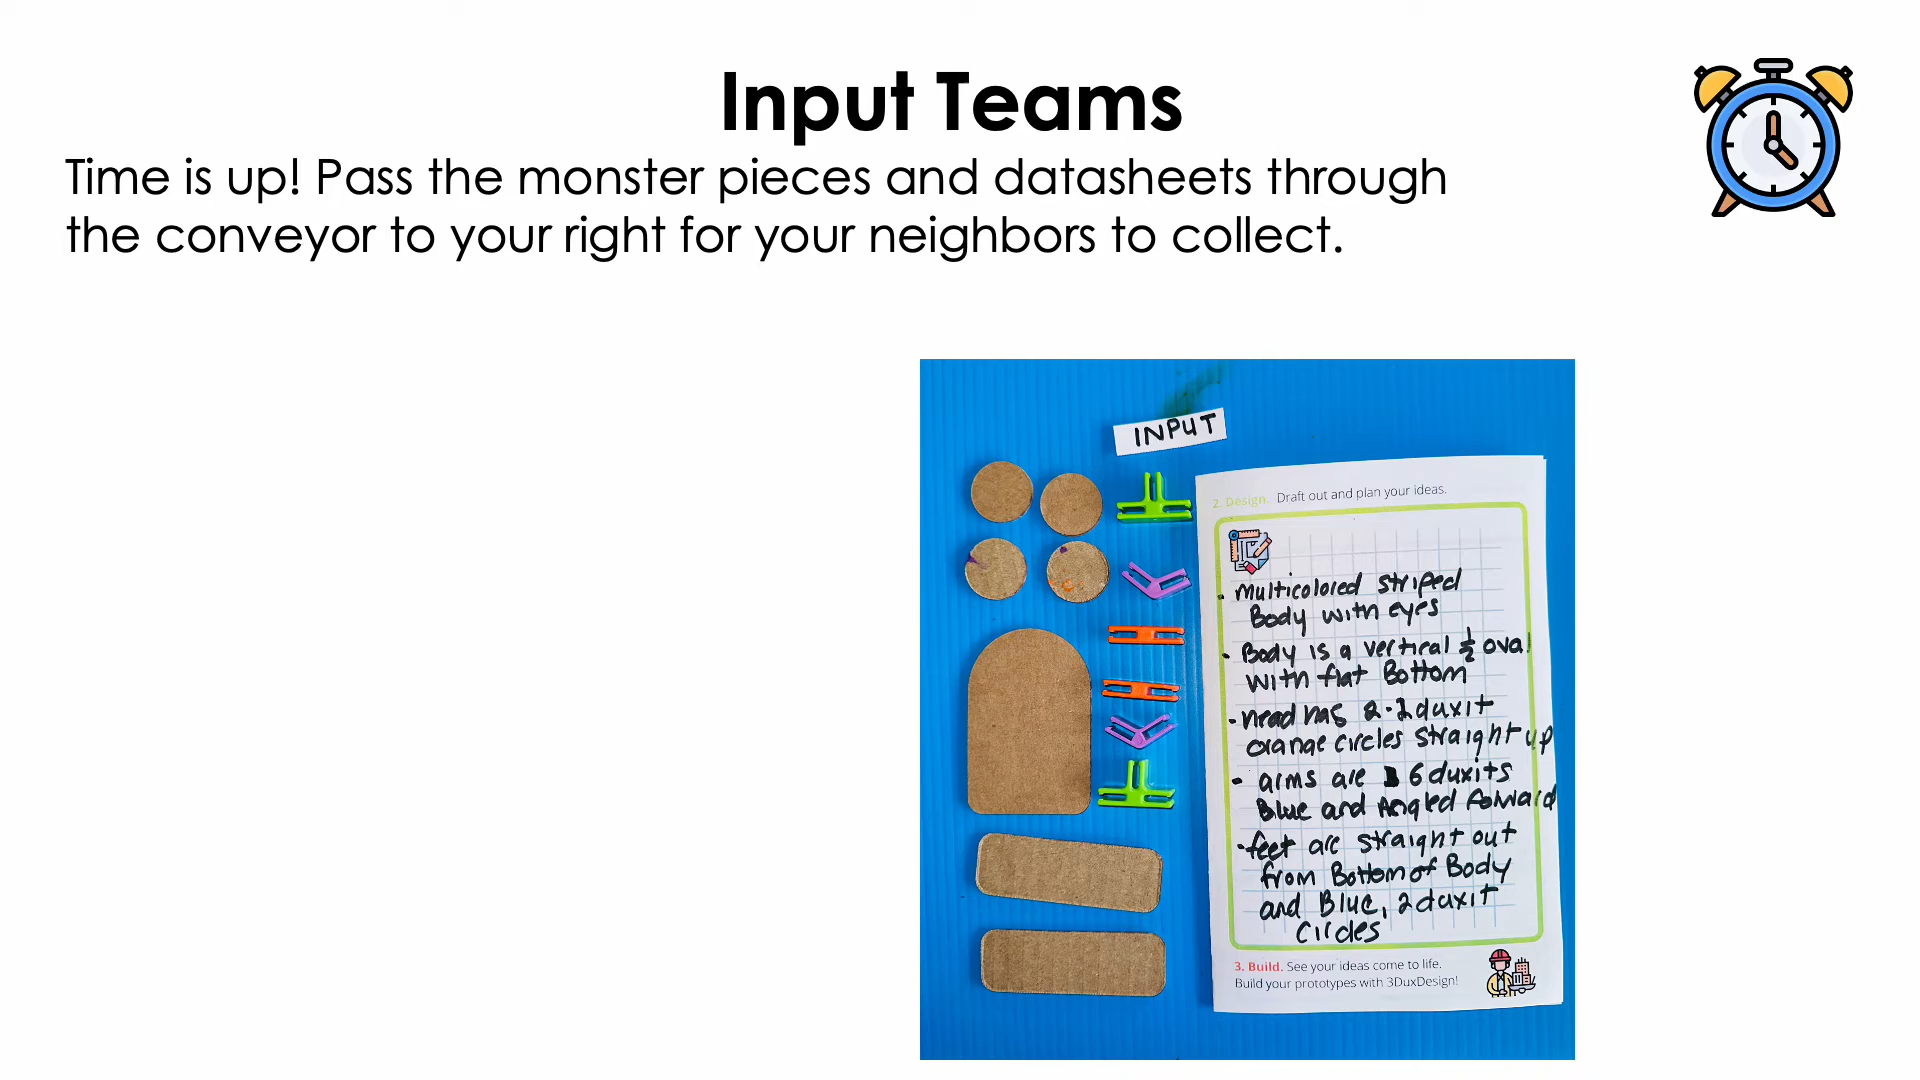 Input Teams
Time is up! Pass the monster pieces and datasheets through
the conveyor to your right for your neighbors to collect.
INPUT
2. Design. Draft out and plan your ideas.
• Multicolored striped
Body with eyes
• Body is a vertical ½ oval
with flat Bottom
• head has 2-2duxit
orange circles straight up
• arms are 6 duxits
Blue and Angled forward
• feet are straight out
from Bottom of Body
and Blue, 2duxit
circles
3. Build. See your ideas come to life.
Build your prototypes with 3DuxDesign!